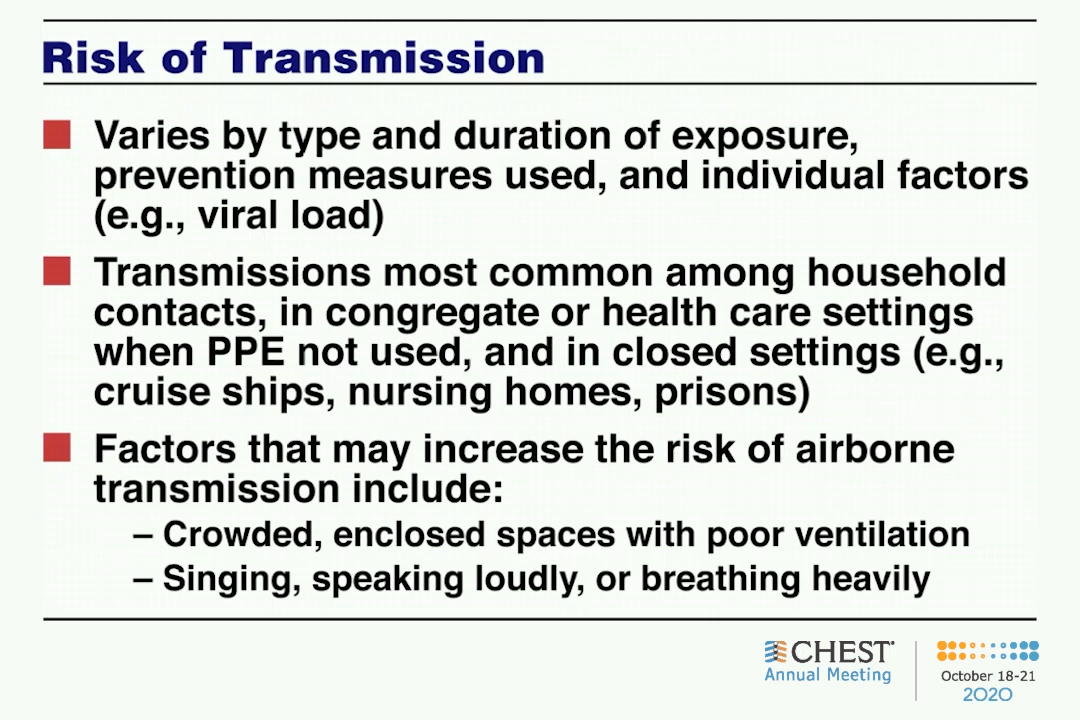 Risk of Transmission
Varies by type and duration of exposure,
prevention measures used, and individual factors
(e.g., viral load)
Transmissions most common among household
contacts, in congregate or health care settings
when PPE not used, and in closed settings (e.g.,
cruise ships, nursing homes, prisons)
Factors that may increase the risk of airborne
transmission include:
– Crowded, enclosed spaces with poor ventilation
– Singing, speaking loudly, or breathing heavily
CHEST
Annual Meeting
October 18-21
2020